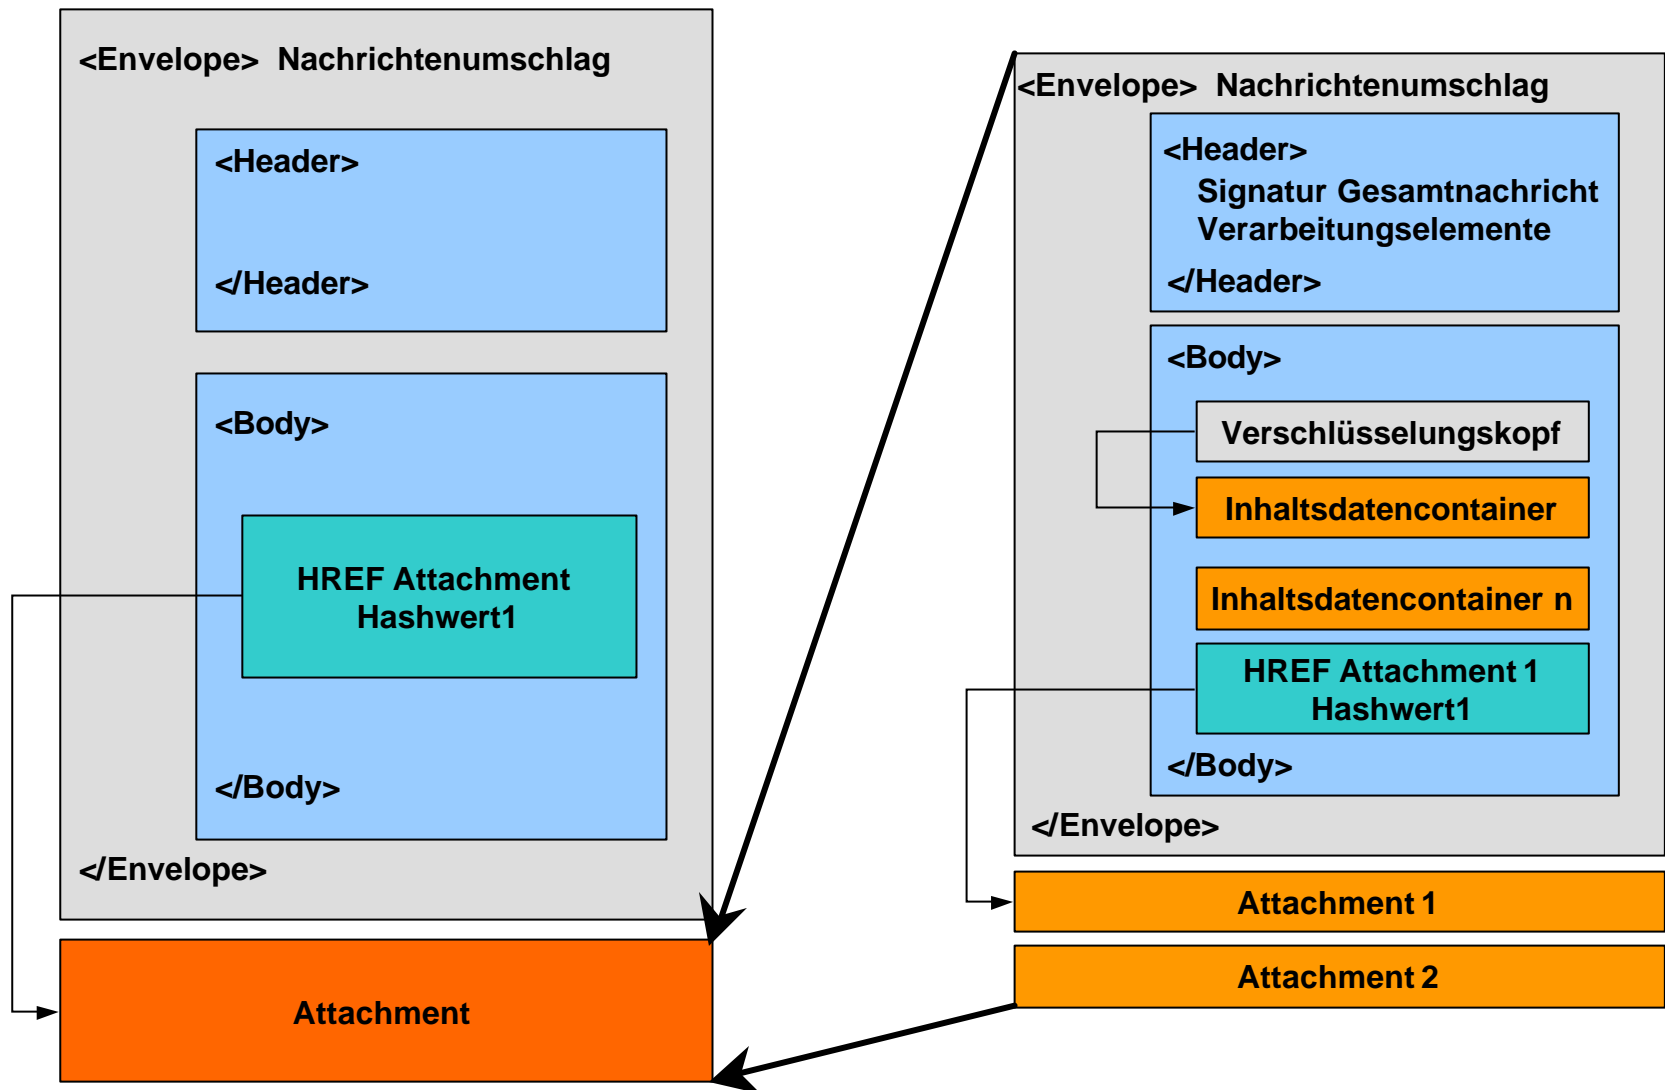 <Envelope> Nachrichtenumschlag
<Header>
</Header>
<Body>
HREF Attachment
Hashwert1
</Body>
</Envelope>
Attachment
<Envelope> Nachrichtenumschlag
<Header>
Signatur Gesamtnachricht
Verarbeitungselemente
</Header>
<Body>
Verschlüsselungskopf
Inhaltsdatencontainer
Inhaltsdatencontainer n
HREF Attachment 1
Hashwert1
</Body>
</Envelope>
Attachment 1
Attachment 2